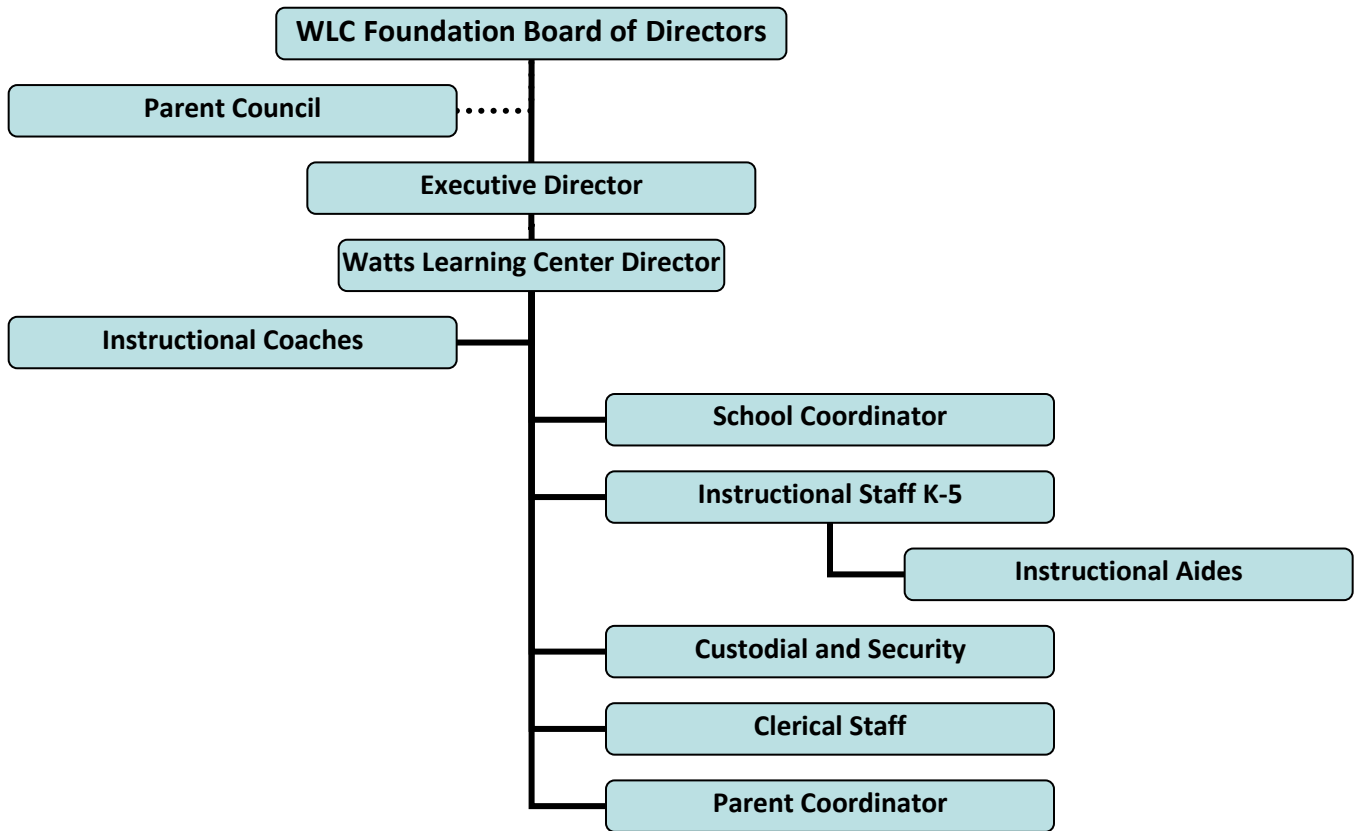 WLC Foundation Board of Directors
Parent Council
Executive Director
Watts Learning Center Director
Instructional Coaches
School Coordinator
Instructional Staff K-5
Instructional Aides
Custodial and Security
Clerical Staff
Parent Coordinator